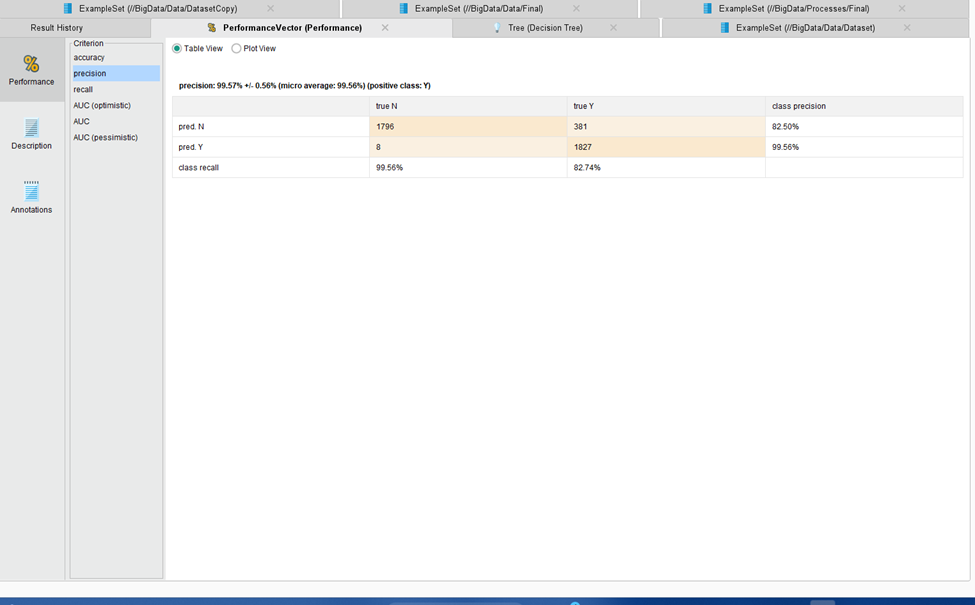 ExampleSet (//BigData/Data/DatasetCopy) ExampleSet (//BigData/Data/Final) ExampleSet (//BigData/Processes/Final)
Result History PerformanceVector (Performance) Tree (Decision Tree) ExampleSet (//BigData/Data/Dataset)
%
Performance
Description
Annotations
Criterion
accuracy
precision
recall
AUC (optimistic)
AUC
AUC (pessimistic)
Table View Plot View
precision: 99.57% +/- 0.56% (micro average: 99.56%) (positive class: Y)
true N true Y class precision
pred. N 1796 381 82.50%
pred. Y 8 1827 99.56%
class recall 99.56% 82.74%